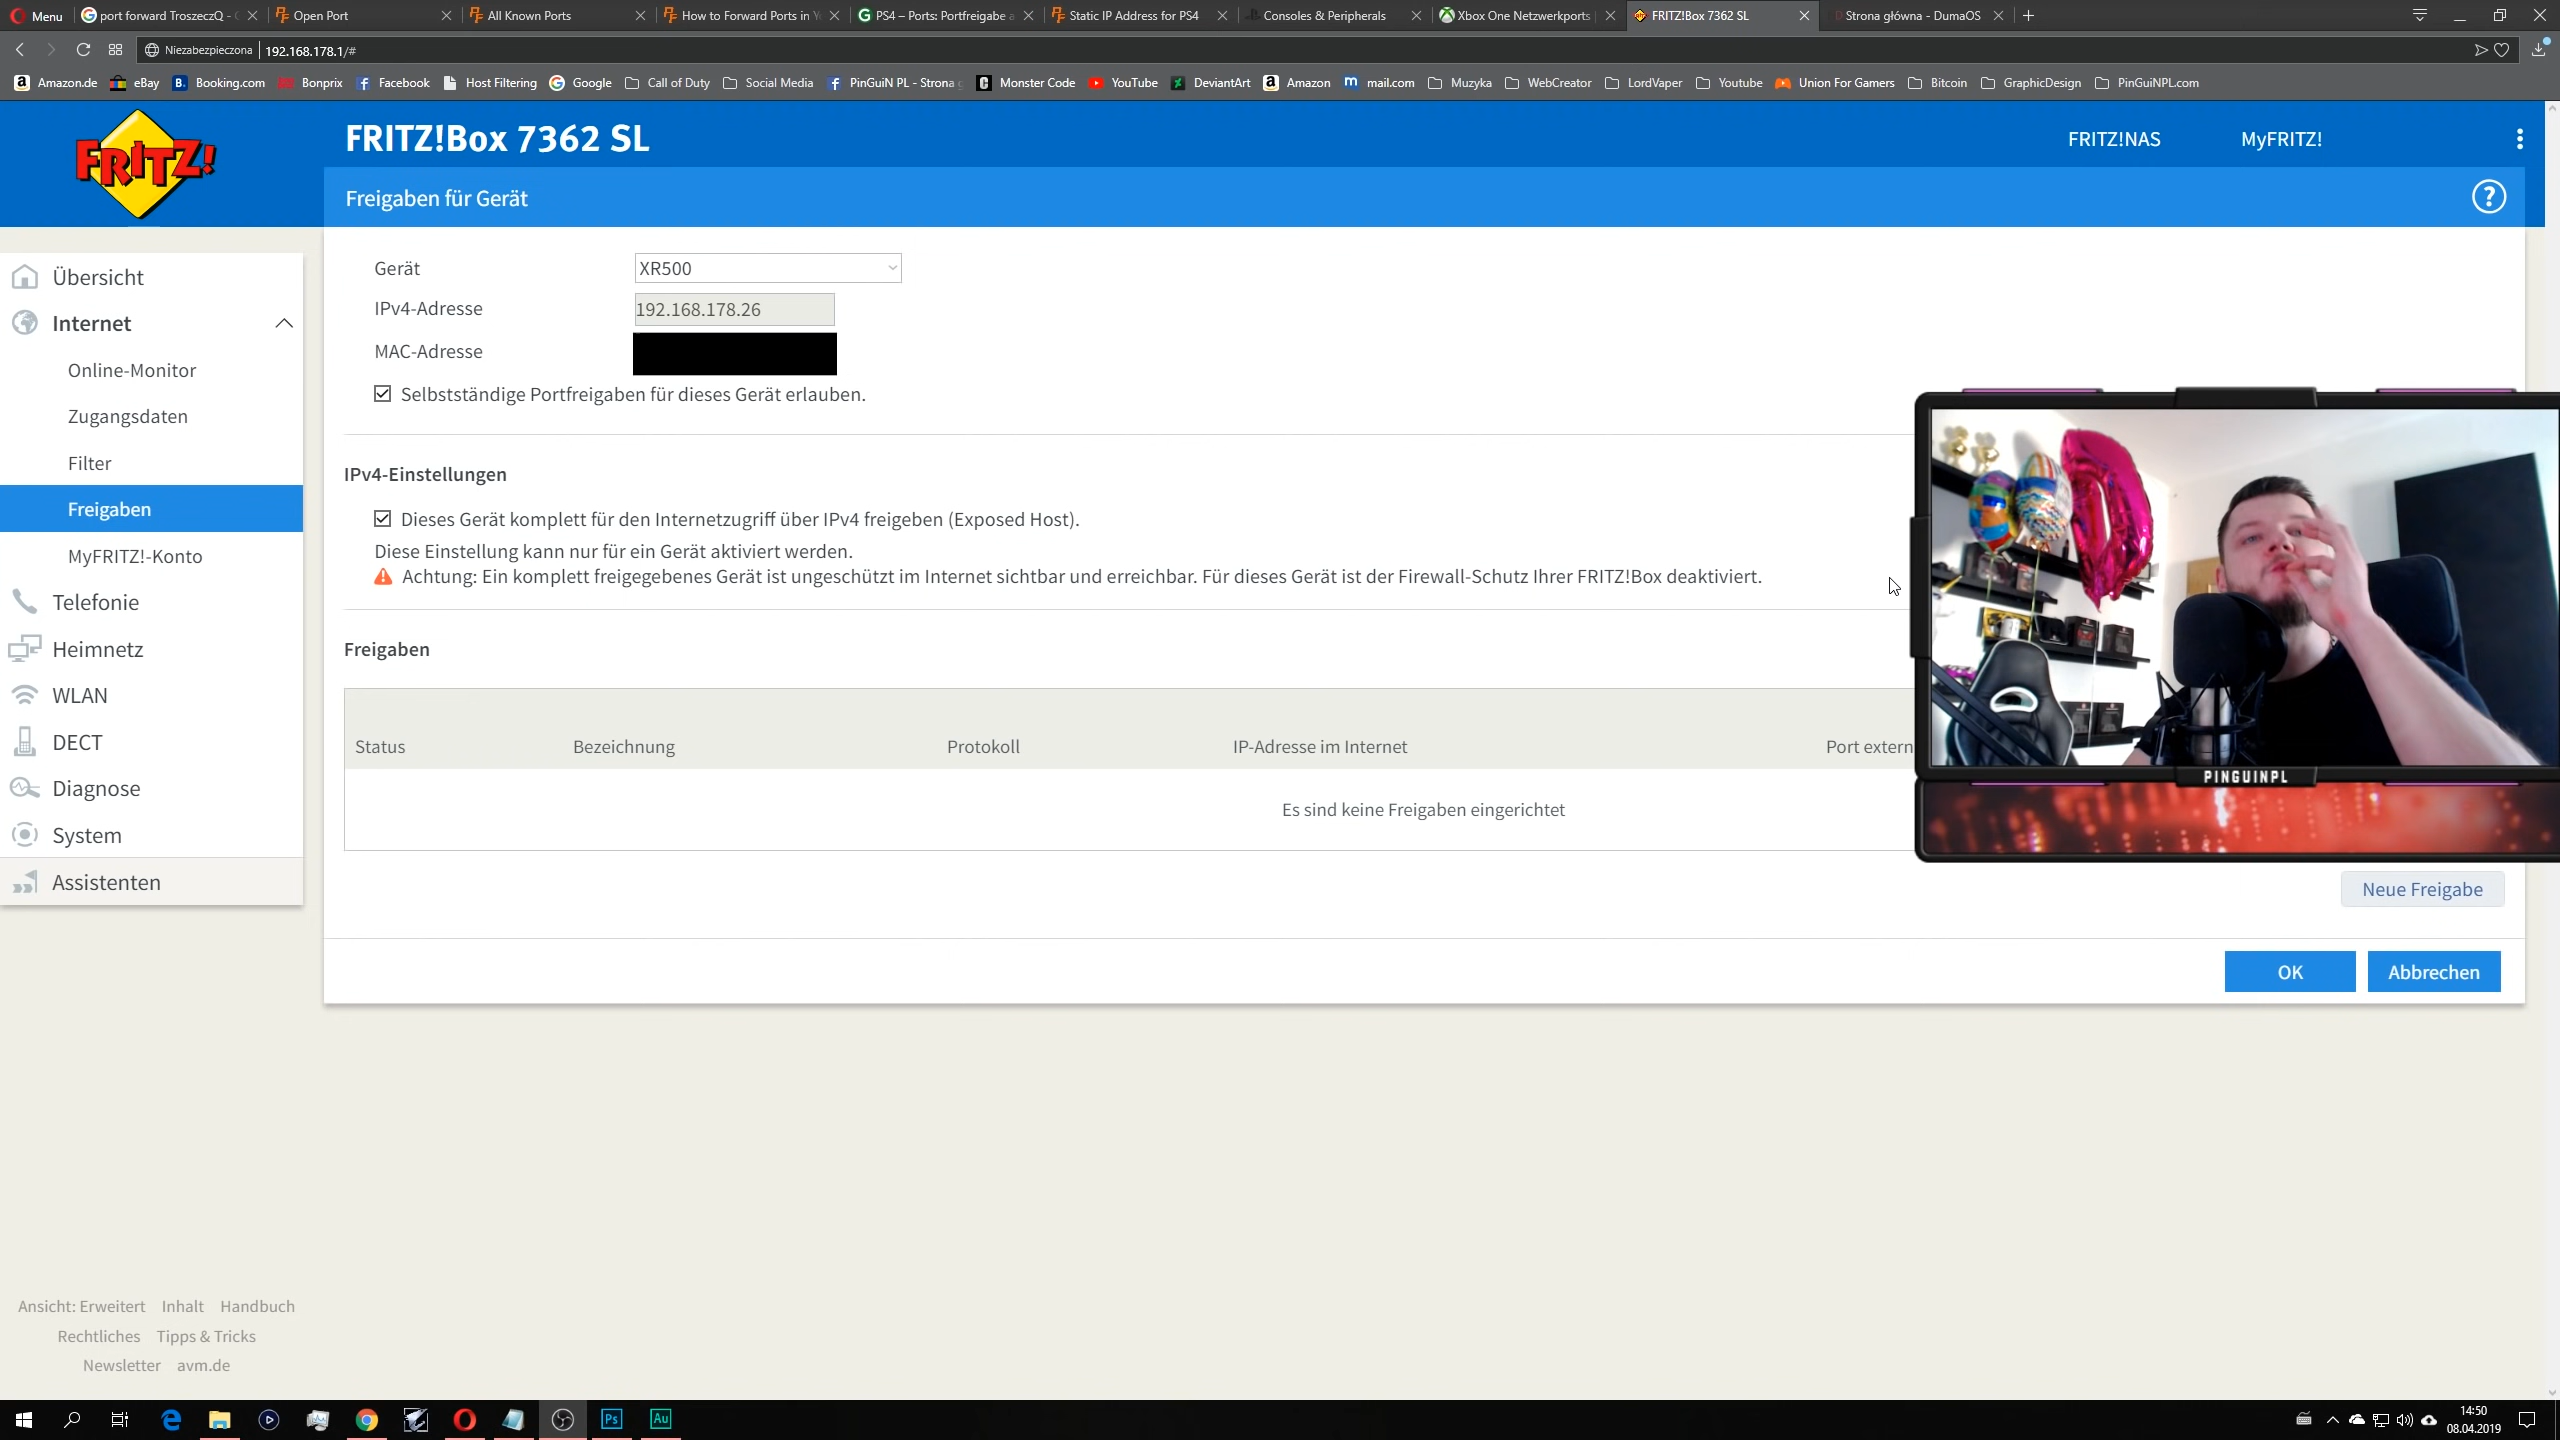 Menu
port forward TroszeczQ -
Open Port
All Known Ports
How to Forward Ports in
PS4 – Ports: Portfreigabe
Static IP Address for PS4
Consoles & Peripherals
Xbox One Netzwerkports
FRITZ!Box 7362 SL
Strona główna - DumaOS
Niezabezpieczona
192.168.178.1/#
Amazon.de
eBay
Booking.com
Bonprix
Facebook
Host Filtering
Google
Call of Duty
Social Media
PinGuiN PL - Strona
Monster Code
YouTube
DeviantArt
Amazon
mail.com
Muzyka
WebCreator
LordVaper
Youtube
Union For Gamers
Bitcoin
GraphicDesign
PinGuiNPL.com
FRITZ!
FRITZ!Box 7362 SL
FRITZ!NAS
MyFRITZ!
Freigaben für Gerät
?
Übersicht
Internet
Online-Monitor
Zugangsdaten
Filter
Freigaben
MyFRITZ!-Konto
Telefonie
Heimnetz
WLAN
DECT
Diagnose
System
Assistenten
Gerät
XR500
IPv4-Adresse
192.168.178.26
MAC-Adresse
Selbstständige Portfreigaben für dieses Gerät erlauben.
IPv4-Einstellungen
Dieses Gerät komplett für den Internetzugriff über IPv4 freigeben (Exposed Host).
Diese Einstellung kann nur für ein Gerät aktiviert werden.
Achtung: Ein komplett freigegebenes Gerät ist ungeschützt im Internet sichtbar und erreichbar. Für dieses Gerät ist der Firewall-Schutz Ihrer FRITZ!Box deaktiviert.
Freigaben
Status
Bezeichnung
Protokoll
IP-Adresse im Internet
Port extern
Es sind keine Freigaben eingerichtet
PINGUINPL
Neue Freigabe
OK
Abbrechen
Ansicht: Erweitert
Inhalt
Handbuch
Rechtliches
Tipps & Tricks
Newsletter
avm.de
Ps
Au
14:50
08.04.2019